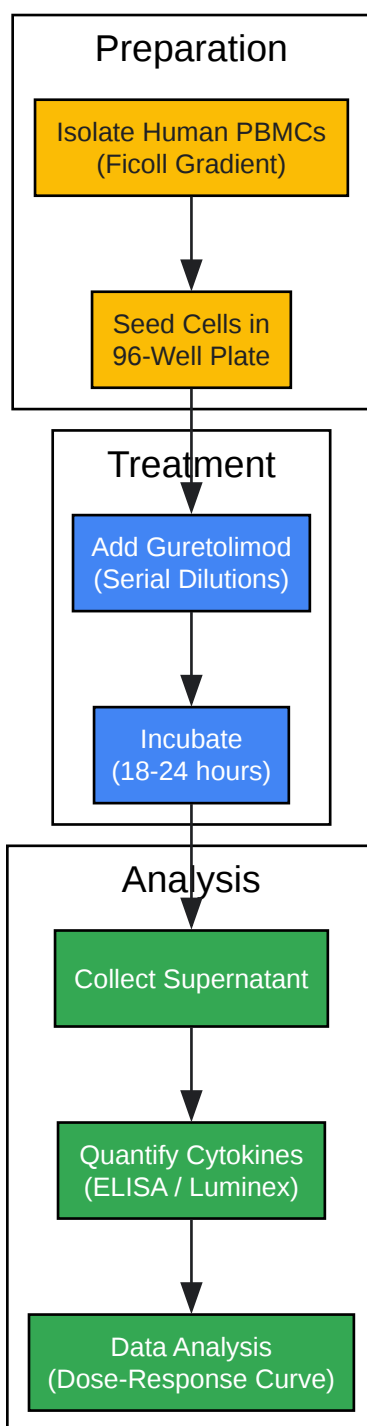 Preparation
Isolate Human PBMCs
(Ficoll Gradient)
Seed Cells in
96-Well Plate
Treatment
Add Guretolimod
(Serial Dilutions)
Incubate
(18-24 hours)
Analysis
Collect Supernatant
Quantify Cytokines
(ELISA / Luminex)
Data Analysis
(Dose-Response Curve)